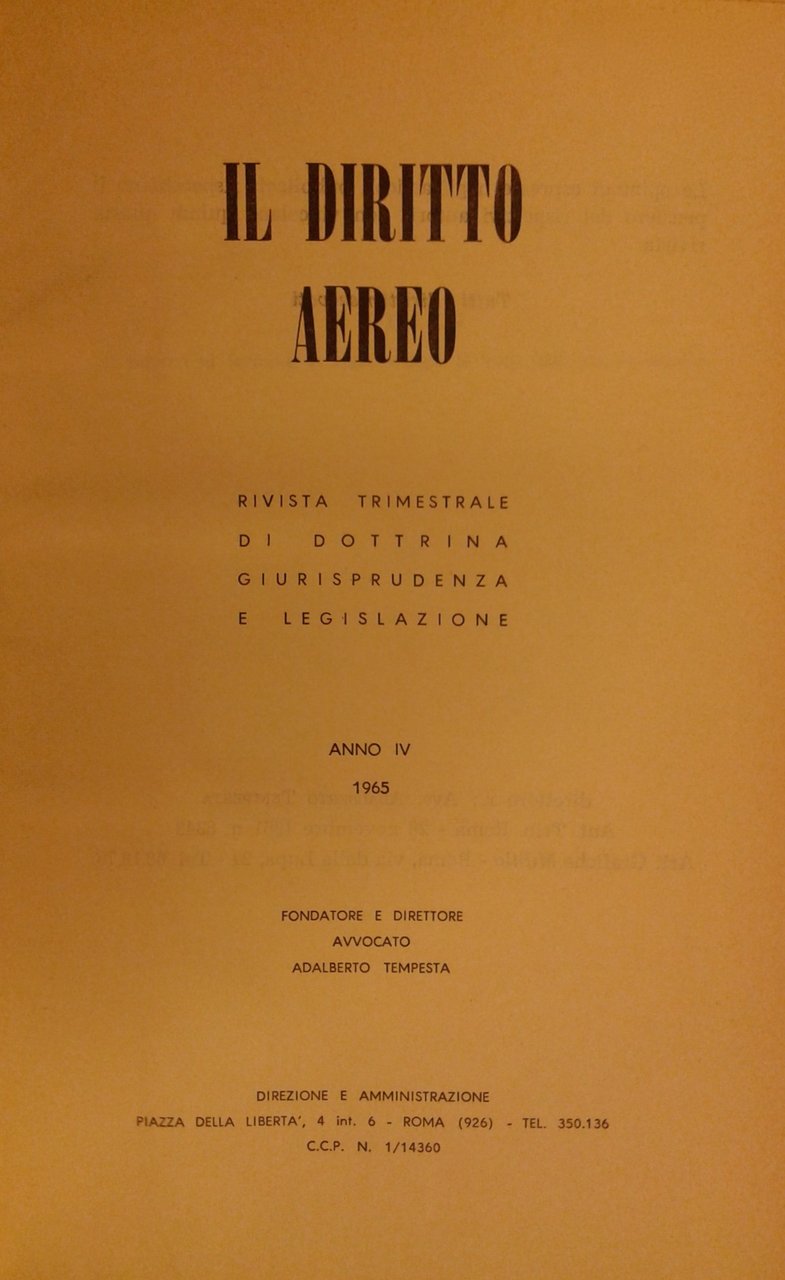 IL DIRITTO
AEREO
RIVISTA TRIMESTRALE
DI DOTTRINA
GIURISPRUDENZA
E LEGISLAZIONE
ANNO IV
1965
FONDATORE E DIRETTORE
AVVOCATO
ADALBERTO TEMPESTA
DIREZIONE E AMMINISTRAZIONE
PIAZZA DELLA LIBERTA', 4 int. 6 - ROMA (926) - TEL. 350.136
C.C.P. N. 1/14360